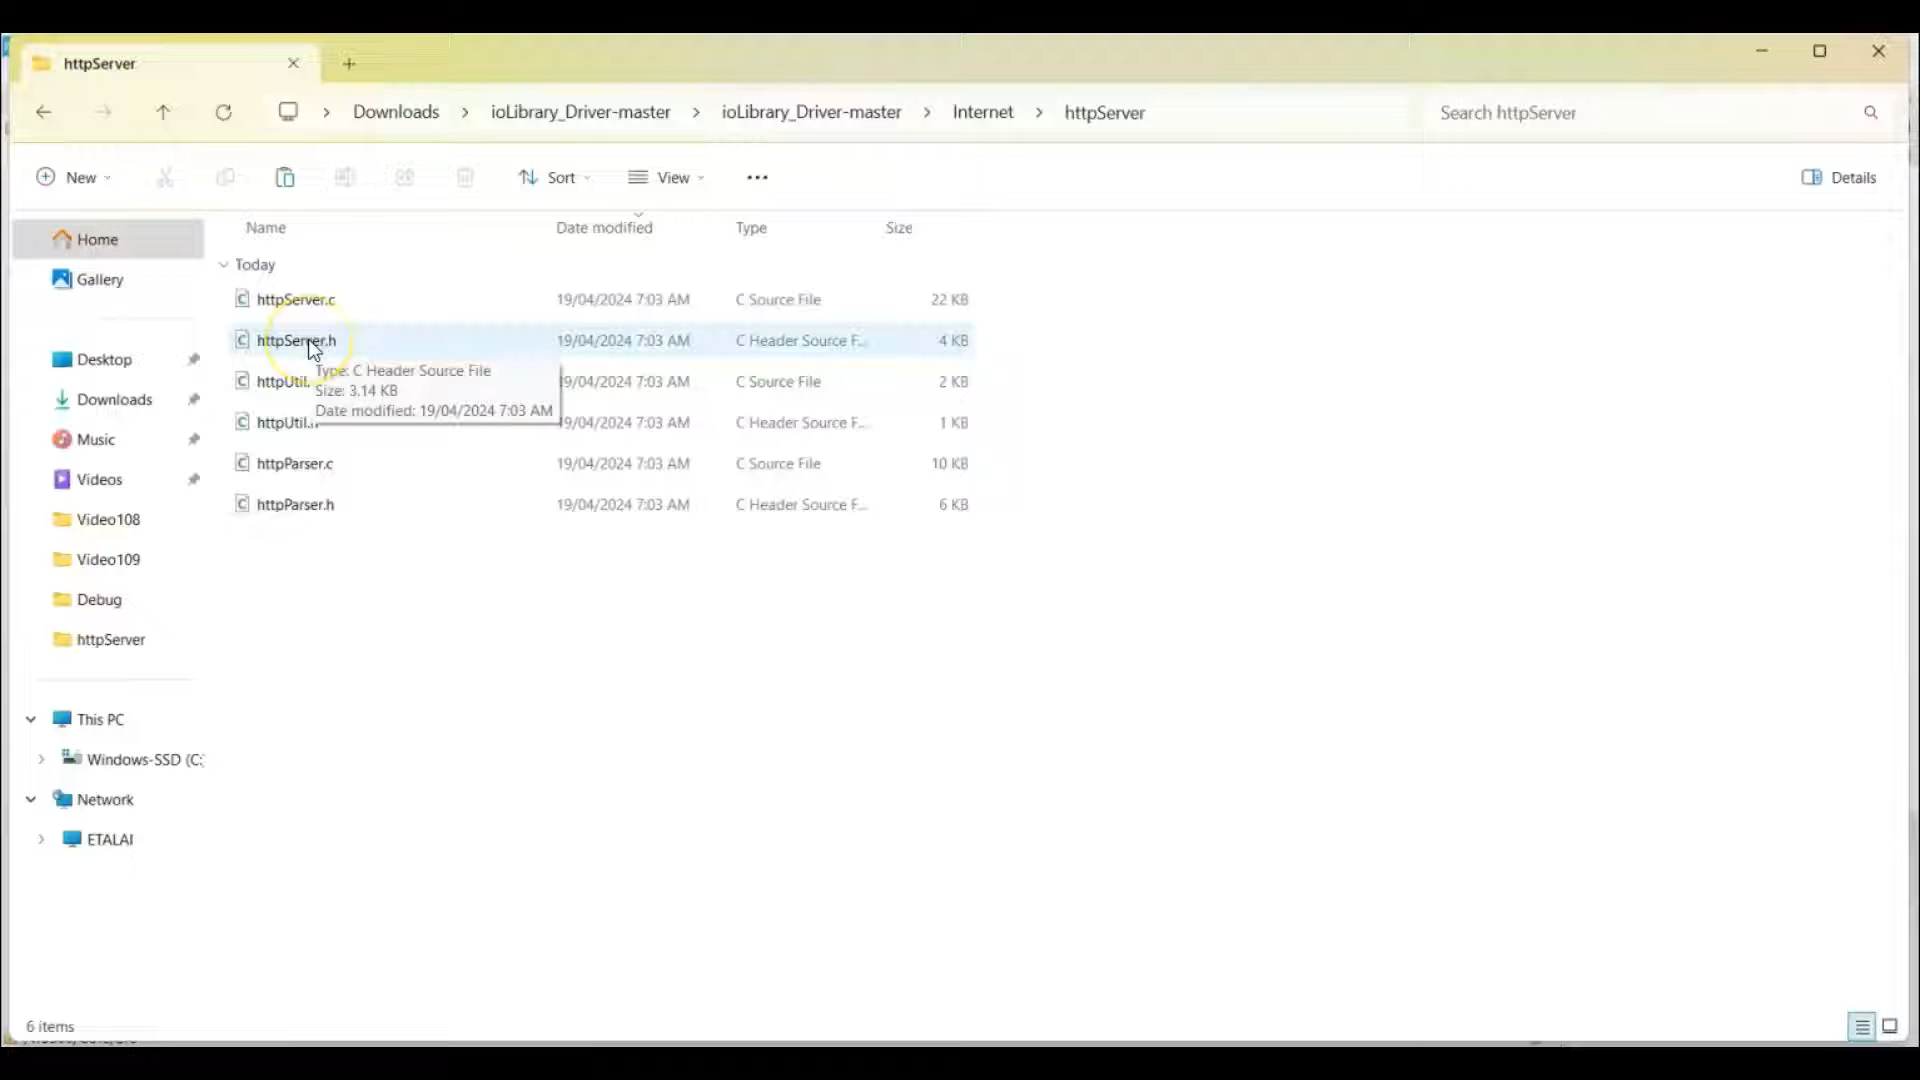 httpServer
Downloads > ioLibrary_Driver-master > ioLibrary_Driver-master > Internet > httpServer
Search httpServer
New
Sort
View
Details
Name Date modified Type Size
Today
httpServer.c 19/04/2024 7:03 AM C Source File 22 KB
httpServer.h 19/04/2024 7:03 AM C Header Source F... 4 KB
Type: C Header Source File
Size: 3.14 KB
Date modified: 19/04/2024 7:03 AM
httpUtil. 19/04/2024 7:03 AM C Source File 2 KB
httpUtil.h 19/04/2024 7:03 AM C Header Source F... 1 KB
httpParser.c 19/04/2024 7:03 AM C Source File 10 KB
httpParser.h 19/04/2024 7:03 AM C Header Source F... 6 KB
Home
Gallery
Desktop
Downloads
Music
Videos
Video108
Video109
Debug
httpServer
This PC
Windows-SSD (C:)
Network
ETALAI
6 items